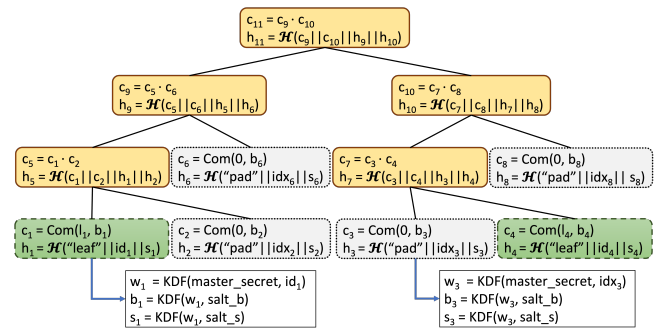 c₁₁ = c₉ · c₁₀
h₁₁ = 𝓗(c₉||c₁₀||h₉||h₁₀)
c₉ = c₅ · c₆
h₉ = 𝓗(c₅||c₆||h₅||h₆)
c₁₀ = c₇ · c₈
h₁₀ = 𝓗(c₇||c₈||h₇||h₈)
c₅ = c₁ · c₂
h₅ = 𝓗(c₁||c₂||h₁||h₂)
c₆ = Com(0, b₆)
h₆ = 𝓗(“pad”||idx₆||s₆)
c₇ = c₃ · c₄
h₇ = 𝓗(c₃||c₄||h₃||h₄)
c₈ = Com(0, b₈)
h₈ = 𝓗(“pad”||idx₈|| s₈)
c₁ = Com(l₁, b₁)
h₁ = 𝓗(“leaf”||id₁||s₁)
c₂ = Com(0, b₂)
h₂ = 𝓗(“pad”||idx₂||s₂)
c₃ = Com(0, b₃)
h₃ = 𝓗(“pad”||idx₃||s₃)
c₄ = Com(l₄, b₄)
h₄ = 𝓗(“leaf”||id₄||s₄)
w₁ = KDF(master_secret, id₁)
b₁ = KDF(w₁, salt_b)
s₁ = KDF(w₁, salt_s)
w₃ = KDF(master_secret, idx₃)
b₃ = KDF(w₃, salt_b)
s₃ = KDF(w₃, salt_s)